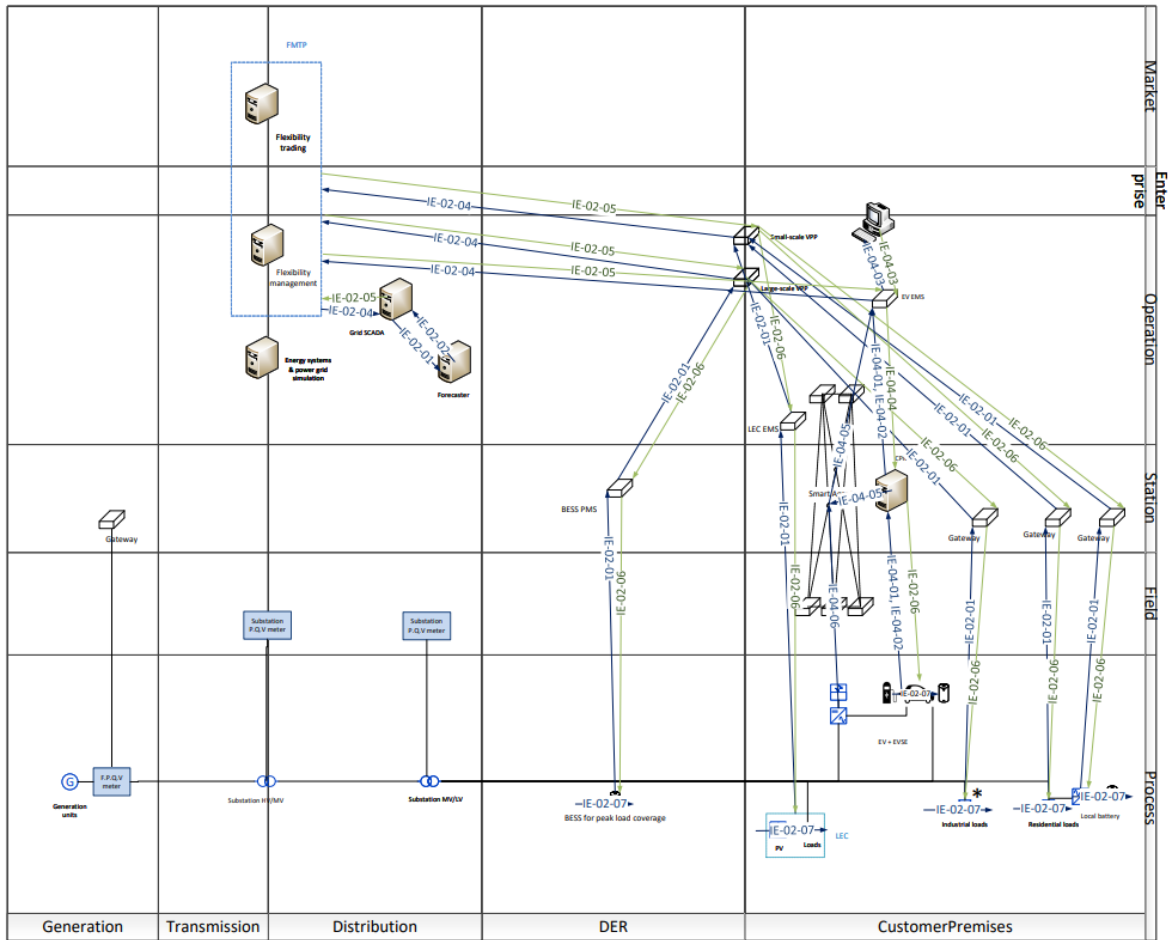 FMTP
Market
Flexibility
trading
Enter
prise
IE-02-04
IE-02-05
Small-scale VPP
IE-04-03
IE-04-03
IE-02-04
IE-02-05
Flexibility
management
IE-02-04
IE-02-05
Large-scale VPP
EV EMS
IE-02-05
IE-02-04
Grid SCADA
IE-02-02
IE-02-01
Operation
Energy systems
& power grid
simulation
Forecaster
IE-02-01
IE-02-06
IE-02-01
IE-02-06
IE-04-01, IE-04-02
IE-04-04
IE-02-01
IE-02-06
IE-02-01
IE-02-06
LEC EMS
IE-04-05
IE-02-01
IE-02-06
Station
IE-04-05
BESS PMS
Gateway
Gateway
Gateway
Gateway
IE-02-01
IE-02-06
IE-02-01
IE-02-06
IE-04-06
IE-04-01, IE-04-02
IE-02-06
IE-02-01
IE-02-06
IE-02-01
IE-02-06
IE-02-01
IE-02-06
Field
Substation
P.Q.V meter
Substation
P.Q.V meter
IE-02-07
EV + EVSE
Process
G
F.P.Q.V
meter
Generation
units
Substation HV/MV
Substation MV/LV
IE-02-07
BESS for peak load coverage
*
IE-02-07
Industrial loads
IE-02-07
Residential loads
IE-02-07
Local battery
IE-02-07
PV
Loads
LEC
Generation
Transmission
Distribution
DER
CustomerPremises